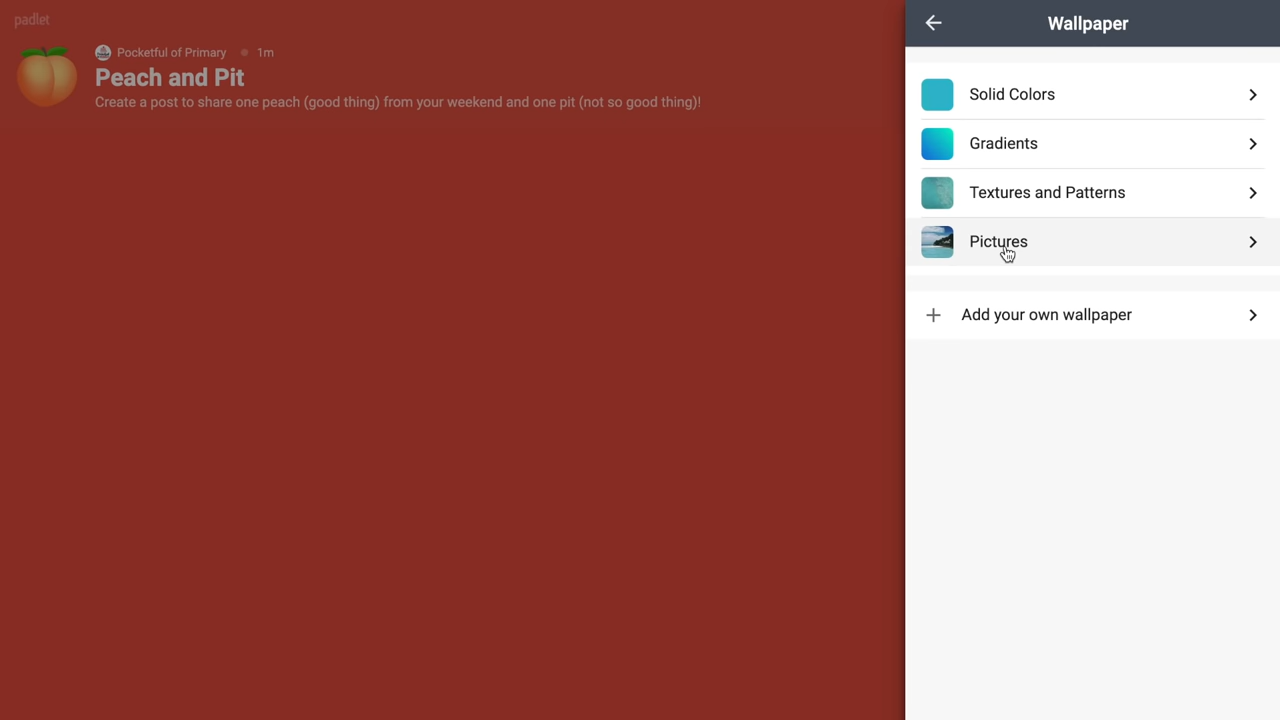 padlet
Pocketful of Primary • 1m
Peach and Pit
Create a post to share one peach (good thing) from your weekend and one pit (not so good thing)!
Wallpaper
Solid Colors
Gradients
Textures and Patterns
Pictures
Add your own wallpaper